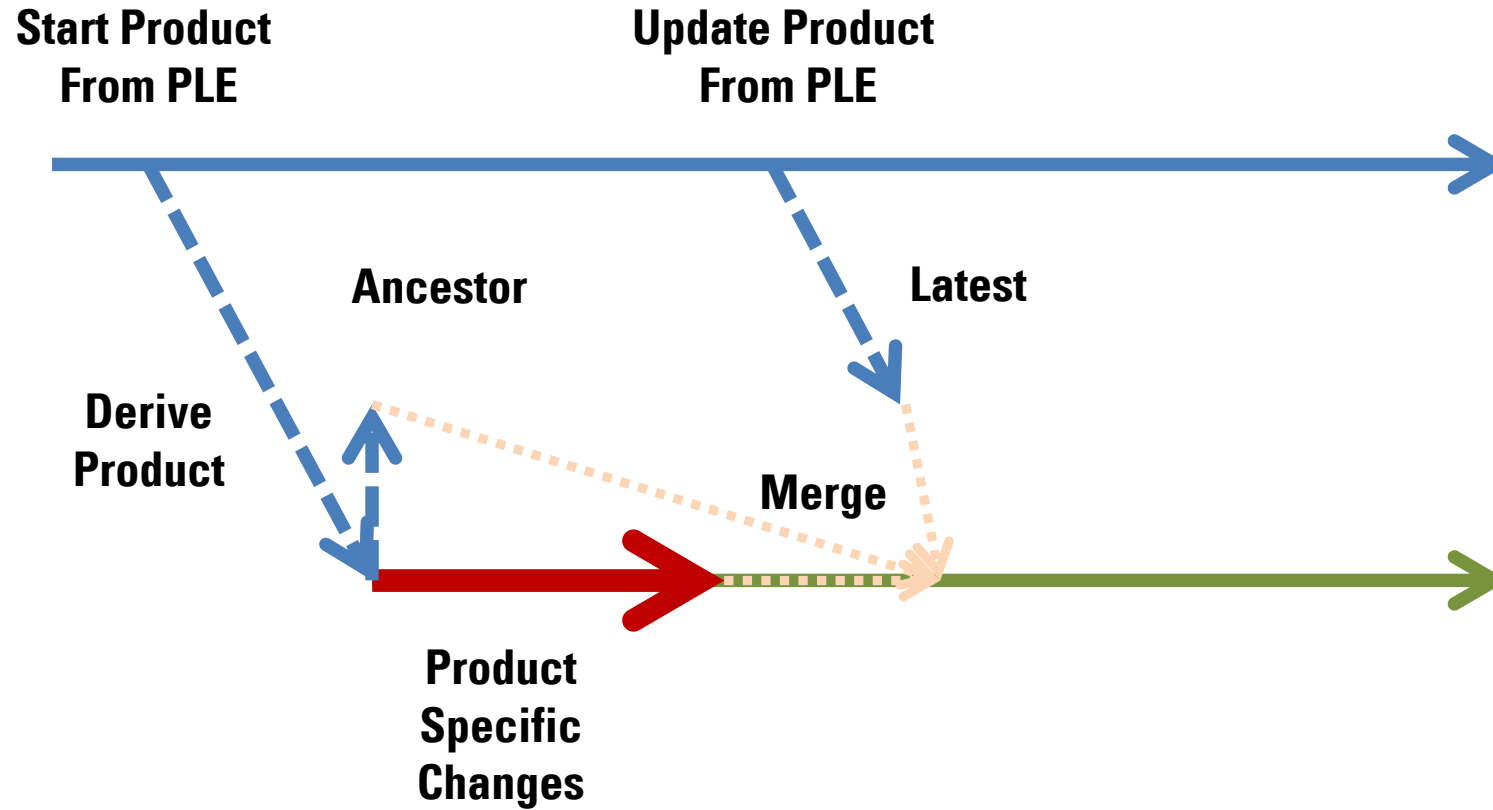 Start Product
From PLE
Update Product
From PLE
Ancestor
Latest
Derive
Product
Merge
Product
Specific
Changes